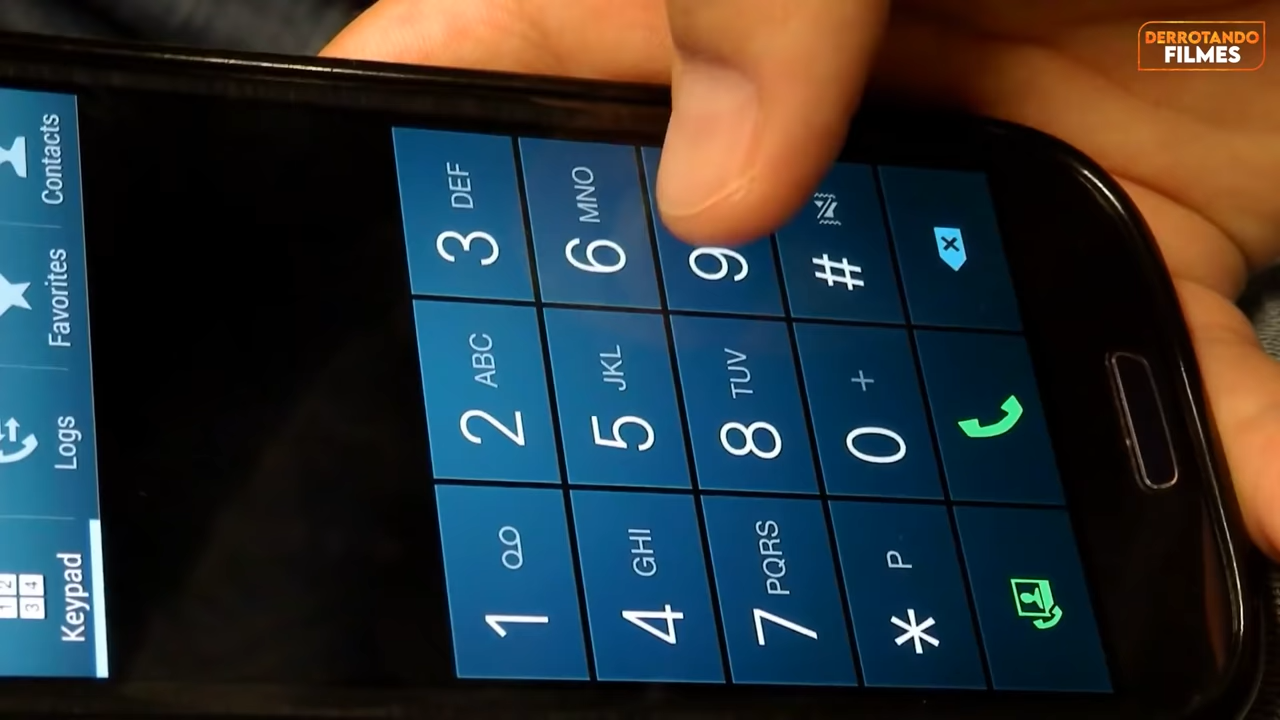 DERROTANDO
FILMES
Keypad
Logs
Favorites
Contacts
1
2 ABC
3 DEF
4 GHI
5 JKL
6 MNO
7 PQRS
8 TUV
9
* P
0 +
#